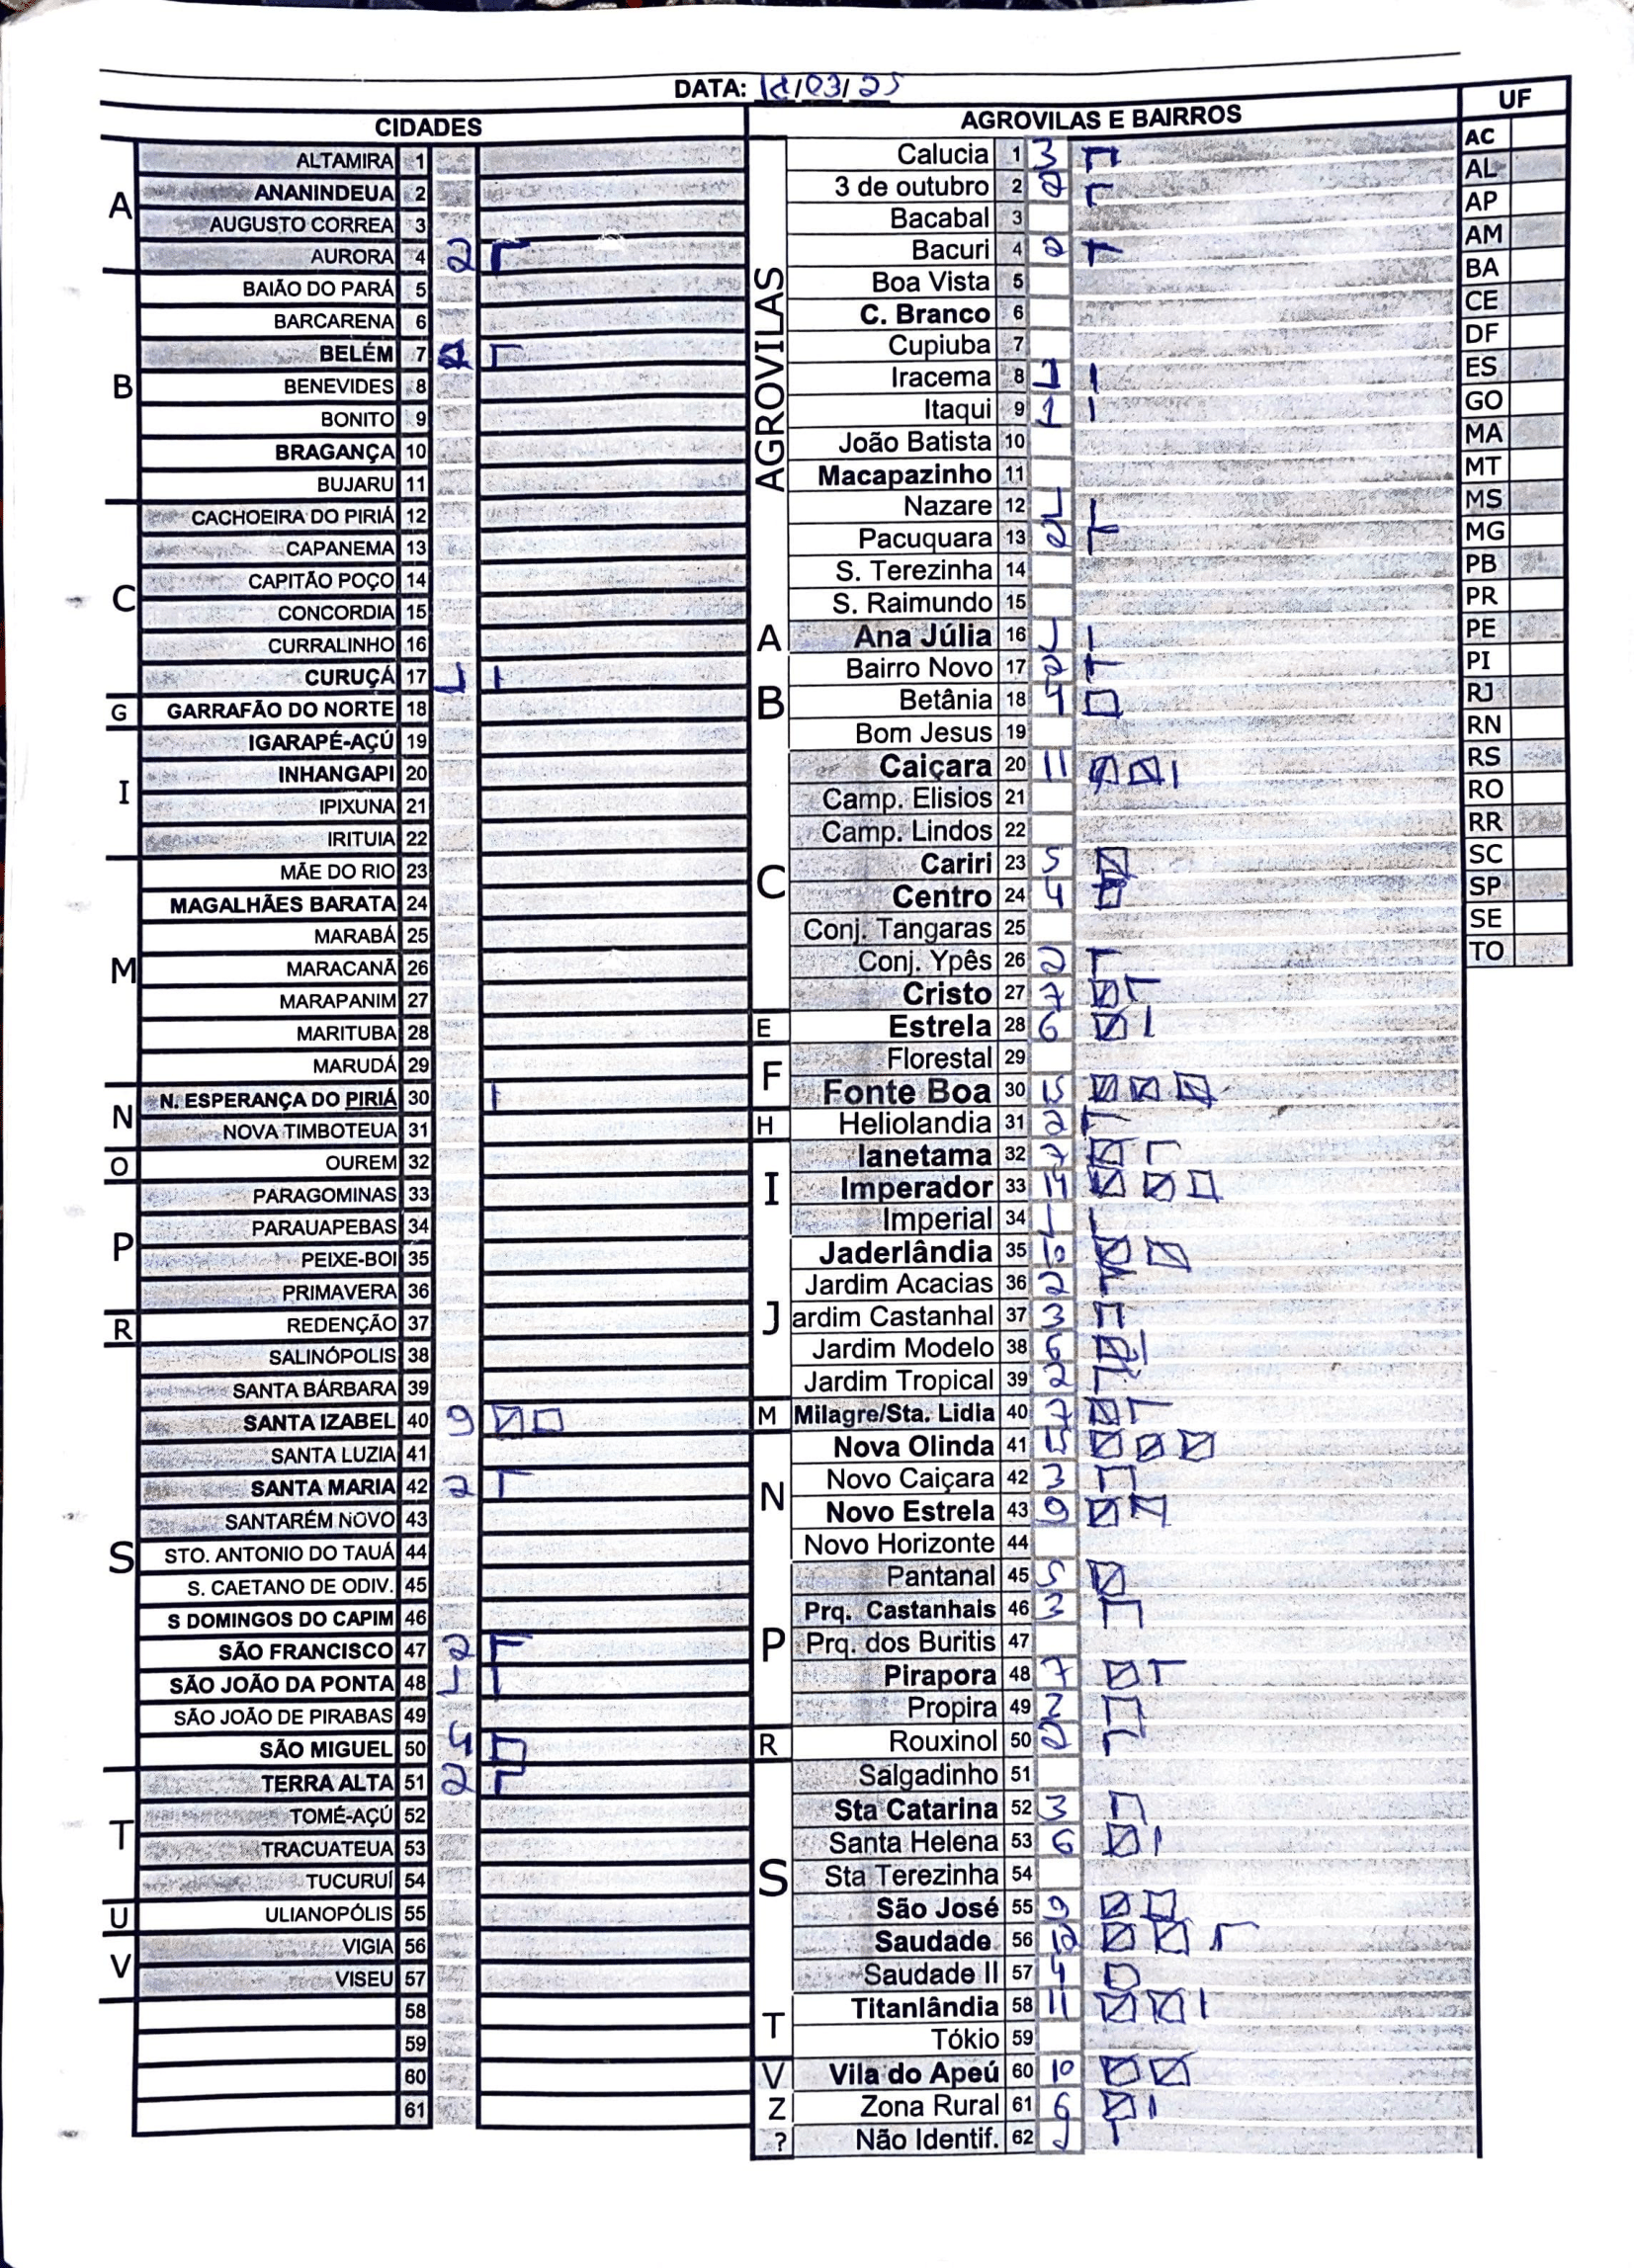 DATA: 12/03/25
CIDADES
A
ALTAMIRA 1
ANANINDEUA 2
AUGUSTO CORREA 3
AURORA 4 2
B
BAIÃO DO PARÁ 5
BARCARENA 6
BELÉM 7 2
BENEVIDES 8
BONITO 9
BRAGANÇA 10
BUJARU 11
C
CACHOEIRA DO PIRIÁ 12
CAPANEMA 13
CAPITÃO POÇO 14
CONCORDIA 15
CURRALINHO 16
CURUÇÁ 17 1
G
GARRAFÃO DO NORTE 18
I
IGARAPÉ-AÇÚ 19
INHANGAPI 20
IPIXUNA 21
IRITUIA 22
M
MÃE DO RIO 23
MAGALHÃES BARATA 24
MARABÁ 25
MARACANÃ 26
MARAPANIM 27
MARITUBA 28
MARUDÁ 29
N
N. ESPERANÇA DO PIRIÁ 30
NOVA TIMBOTEUA 31
O
OUREM 32
P
PARAGOMINAS 33
PARAUAPEBAS 34
PEIXE-BOI 35
PRIMAVERA 36
R
REDENÇÃO 37
S
SALINÓPOLIS 38
SANTA BÁRBARA 39
SANTA IZABEL 40 9
SANTA LUZIA 41
SANTA MARIA 42 2
SANTARÉM NOVO 43
STO. ANTONIO DO TAUÁ 44
S. CAETANO DE ODIV. 45
S DOMINGOS DO CAPIM 46
SÃO FRANCISCO 47 2
SÃO JOÃO DA PONTA 48 1
SÃO JOÃO DE PIRABAS 49
SÃO MIGUEL 50 4
T
TERRA ALTA 51 2
TOMÉ-AÇÚ 52
TRACUATEUA 53
TUCURUÍ 54
U
ULIANOPÓLIS 55
V
VIGIA 56
VISEU 57
58
59
60
61
AGROVILAS E BAIRROS
AGROVILAS
Calucia 1 3
3 de outubro 2 2
Bacabal 3
Bacuri 4 2
Boa Vista 5
C. Branco 6
Cupiuba 7
Iracema 8 1
Itaqui 9 1
João Batista 10
Macapazinho 11
Nazare 12 1
Pacuquara 13 2
S. Terezinha 14
S. Raimundo 15
A
Ana Júlia 16 1
B
Bairro Novo 17 2
Betânia 18 4
Bom Jesus 19
C
Caiçara 20 11
Camp. Elisios 21
Camp. Lindos 22
Cariri 23 5
Centro 24 4
Conj. Tangaras 25
Conj. Ypês 26 2
Cristo 27 7
E
Estrela 28 6
F
Florestal 29
Fonte Boa 30 15
H
Heliolandia 31 2
I
Ianetama 32 7
Imperador 33 14
Imperial 34 1
J
Jaderlândia 35 10
Jardim Acacias 36 2
ardim Castanhal 37 3
Jardim Modelo 38 6
Jardim Tropical 39 2
M
Milagre/Sta. Lidia 40 7
N
Nova Olinda 41 15
Novo Caiçara 42 3
Novo Estrela 43 9
Novo Horizonte 44
P
Pantanal 45 5
Prq. Castanhais 46 3
Prq. dos Buritis 47
Pirapora 48 7
Propira 49 3
R
Rouxinol 50 2
S
Salgadinho 51
Sta Catarina 52 3
Santa Helena 53 6
Sta Terezinha 54
São José 55 9
Saudade 56 12
Saudade II 57 4
T
Titanlândia 58 11
Tókio 59
V
Vila do Apeú 60 10
Z
Zona Rural 61 6
?
Não Identif. 62
UF
AC
AL
AP
AM
BA
CE
DF
ES
GO
MA
MT
MS
MG
PB
PR
PE
PI
RJ
RN
RS
RO
RR
SC
SP
SE
TO